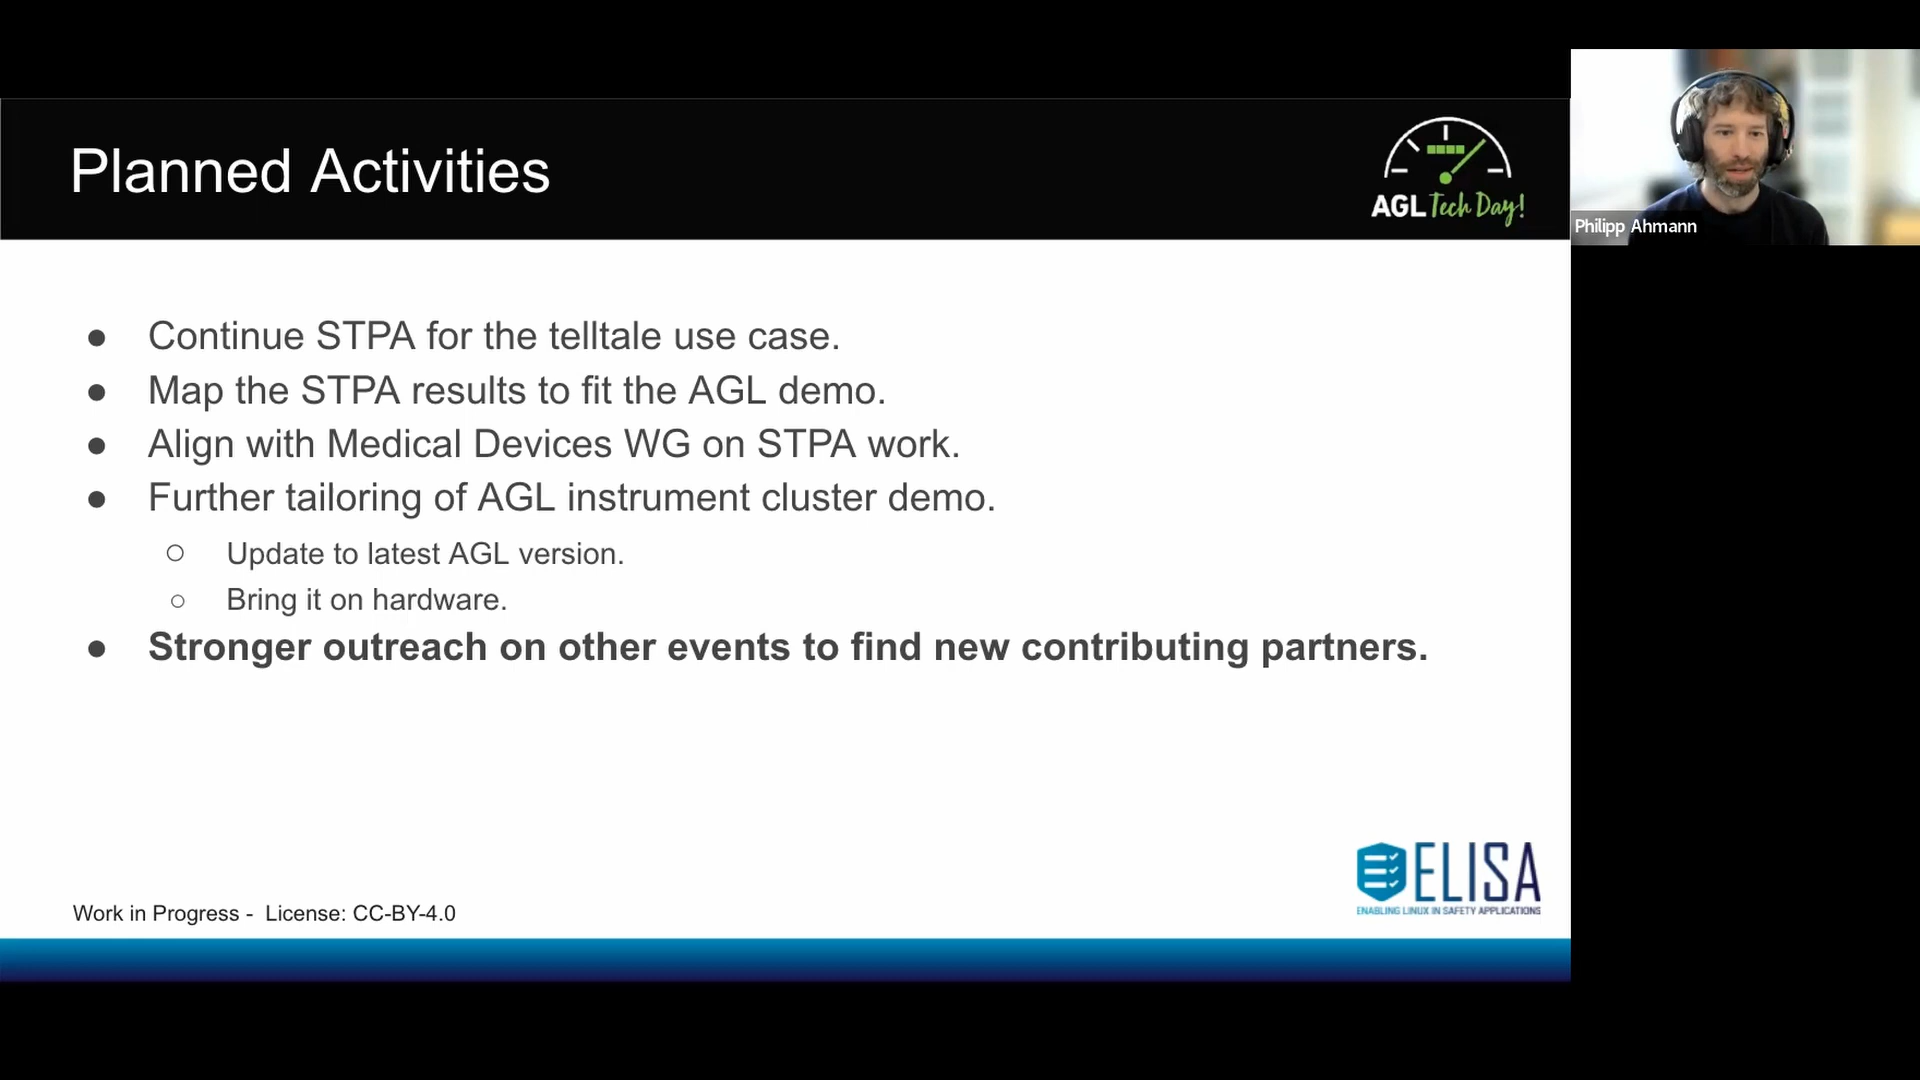 Planned Activities
AGL Tech Day!
Philipp Ahmann
● Continue STPA for the telltale use case.
● Map the STPA results to fit the AGL demo.
● Align with Medical Devices WG on STPA work.
● Further tailoring of AGL instrument cluster demo.
○ Update to latest AGL version.
○ Bring it on hardware.
● Stronger outreach on other events to find new contributing partners.
ELISA
ENABLING LINUX IN SAFETY APPLICATIONS
Work in Progress - License: CC-BY-4.0